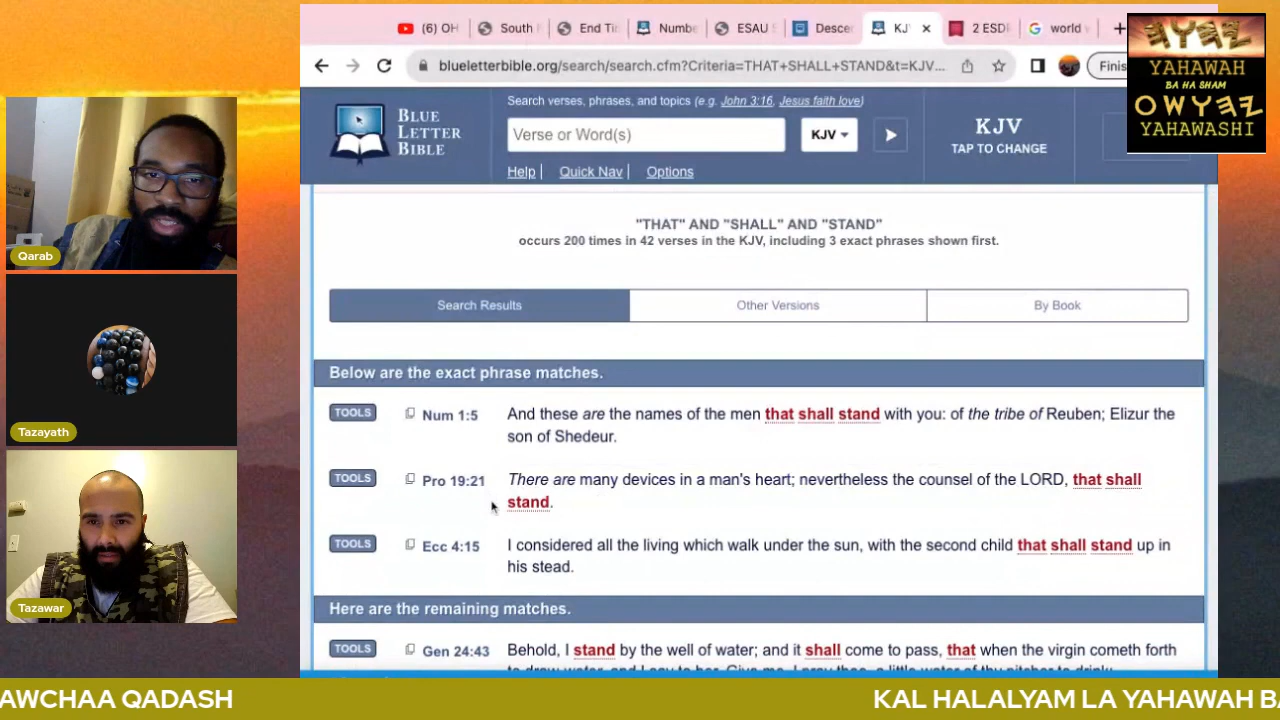 (6) OH
South
End Ti
Numbe
ESAU
Desce
KJ
2 ESDI
world
blueletterbible.org/search/search.cfm?Criteria=THAT+SHALL+STAND&t=KJV...
Finis
YAHAWAH
BA HA SHAM
YAHAWASHI
BLUE
LETTER
BIBLE
Search verses, phrases, and topics (e.g. John 3:16, Jesus faith love)
Verse or Word(s)
KJV
KJV
TAP TO CHANGE
Help
Quick Nav
Options
"THAT" AND "SHALL" AND "STAND"
occurs 200 times in 42 verses in the KJV, including 3 exact phrases shown first.
Search Results
Other Versions
By Book
Below are the exact phrase matches.
TOOLS
Num 1:5
And these are the names of the men that shall stand with you: of the tribe of Reuben; Elizur the
son of Shedeur.
TOOLS
Pro 19:21
There are many devices in a man's heart; nevertheless the counsel of the LORD, that shall
stand.
TOOLS
Ecc 4:15
I considered all the living which walk under the sun, with the second child that shall stand up in
his stead.
Here are the remaining matches.
TOOLS
Gen 24:43
Behold, I stand by the well of water; and it shall come to pass, that when the virgin cometh forth
Qarab
Tazayath
Tazawar
AWCHAA QADASH
KAL HALALYAM LA YAHAWAH BA